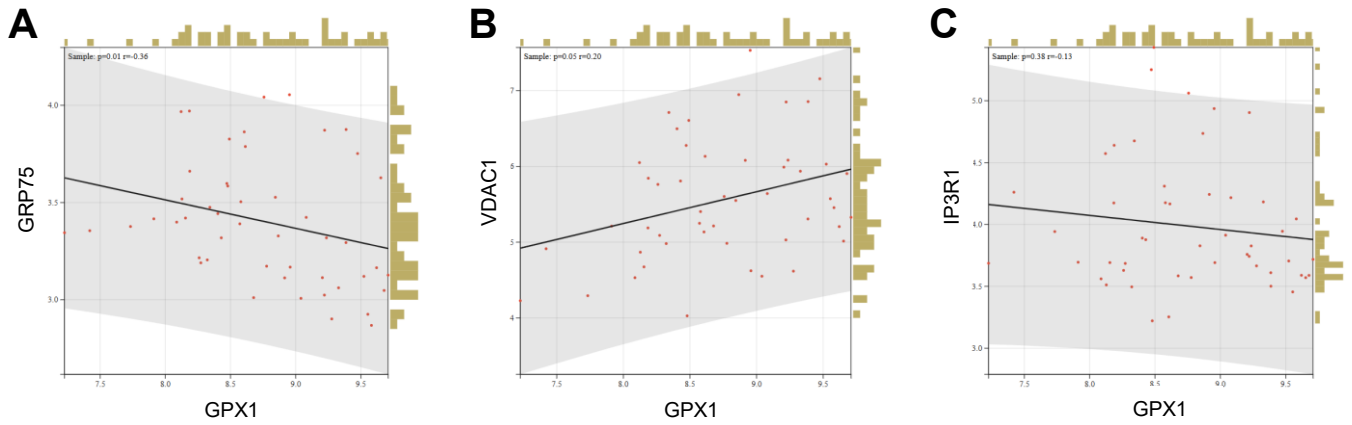 A
Sample: p=0.01 r=-0.36
GRP75
4.0
3.5
3.0
7.5 8.0 8.5 9.0 9.5
GPX1
B
Sample: p=0.05 r=0.20
VDAC1
7
6
5
4
7.5 8.0 8.5 9.0 9.5
GPX1
C
Sample: p=0.38 r=-0.13
IP3R1
5.0
4.5
4.0
3.5
3.0
7.5 8.0 8.5 9.0 9.5
GPX1